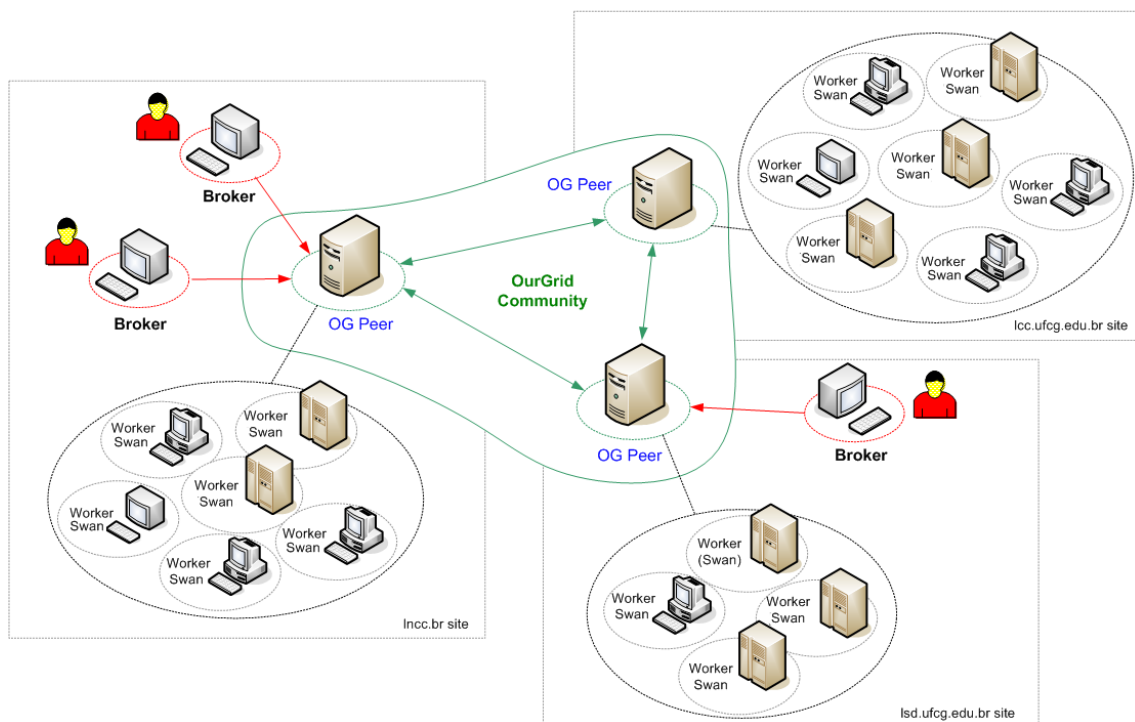 Broker
Broker
OG Peer
Worker
Swan
Worker
Swan
Worker
Swan
Worker
Swan
Worker
Swan
Worker
Swan
lncc.br site
OurGrid
Community
OG Peer
OG Peer
Worker
Swan
Worker
Swan
Worker
Swan
Worker
Swan
Worker
Swan
Worker
Swan
Worker
Swan
lcc.ufcg.edu.br site
Broker
Worker
(Swan)
Worker
Swan
Worker
Swan
Worker
Swan
lsd.ufcg.edu.br site